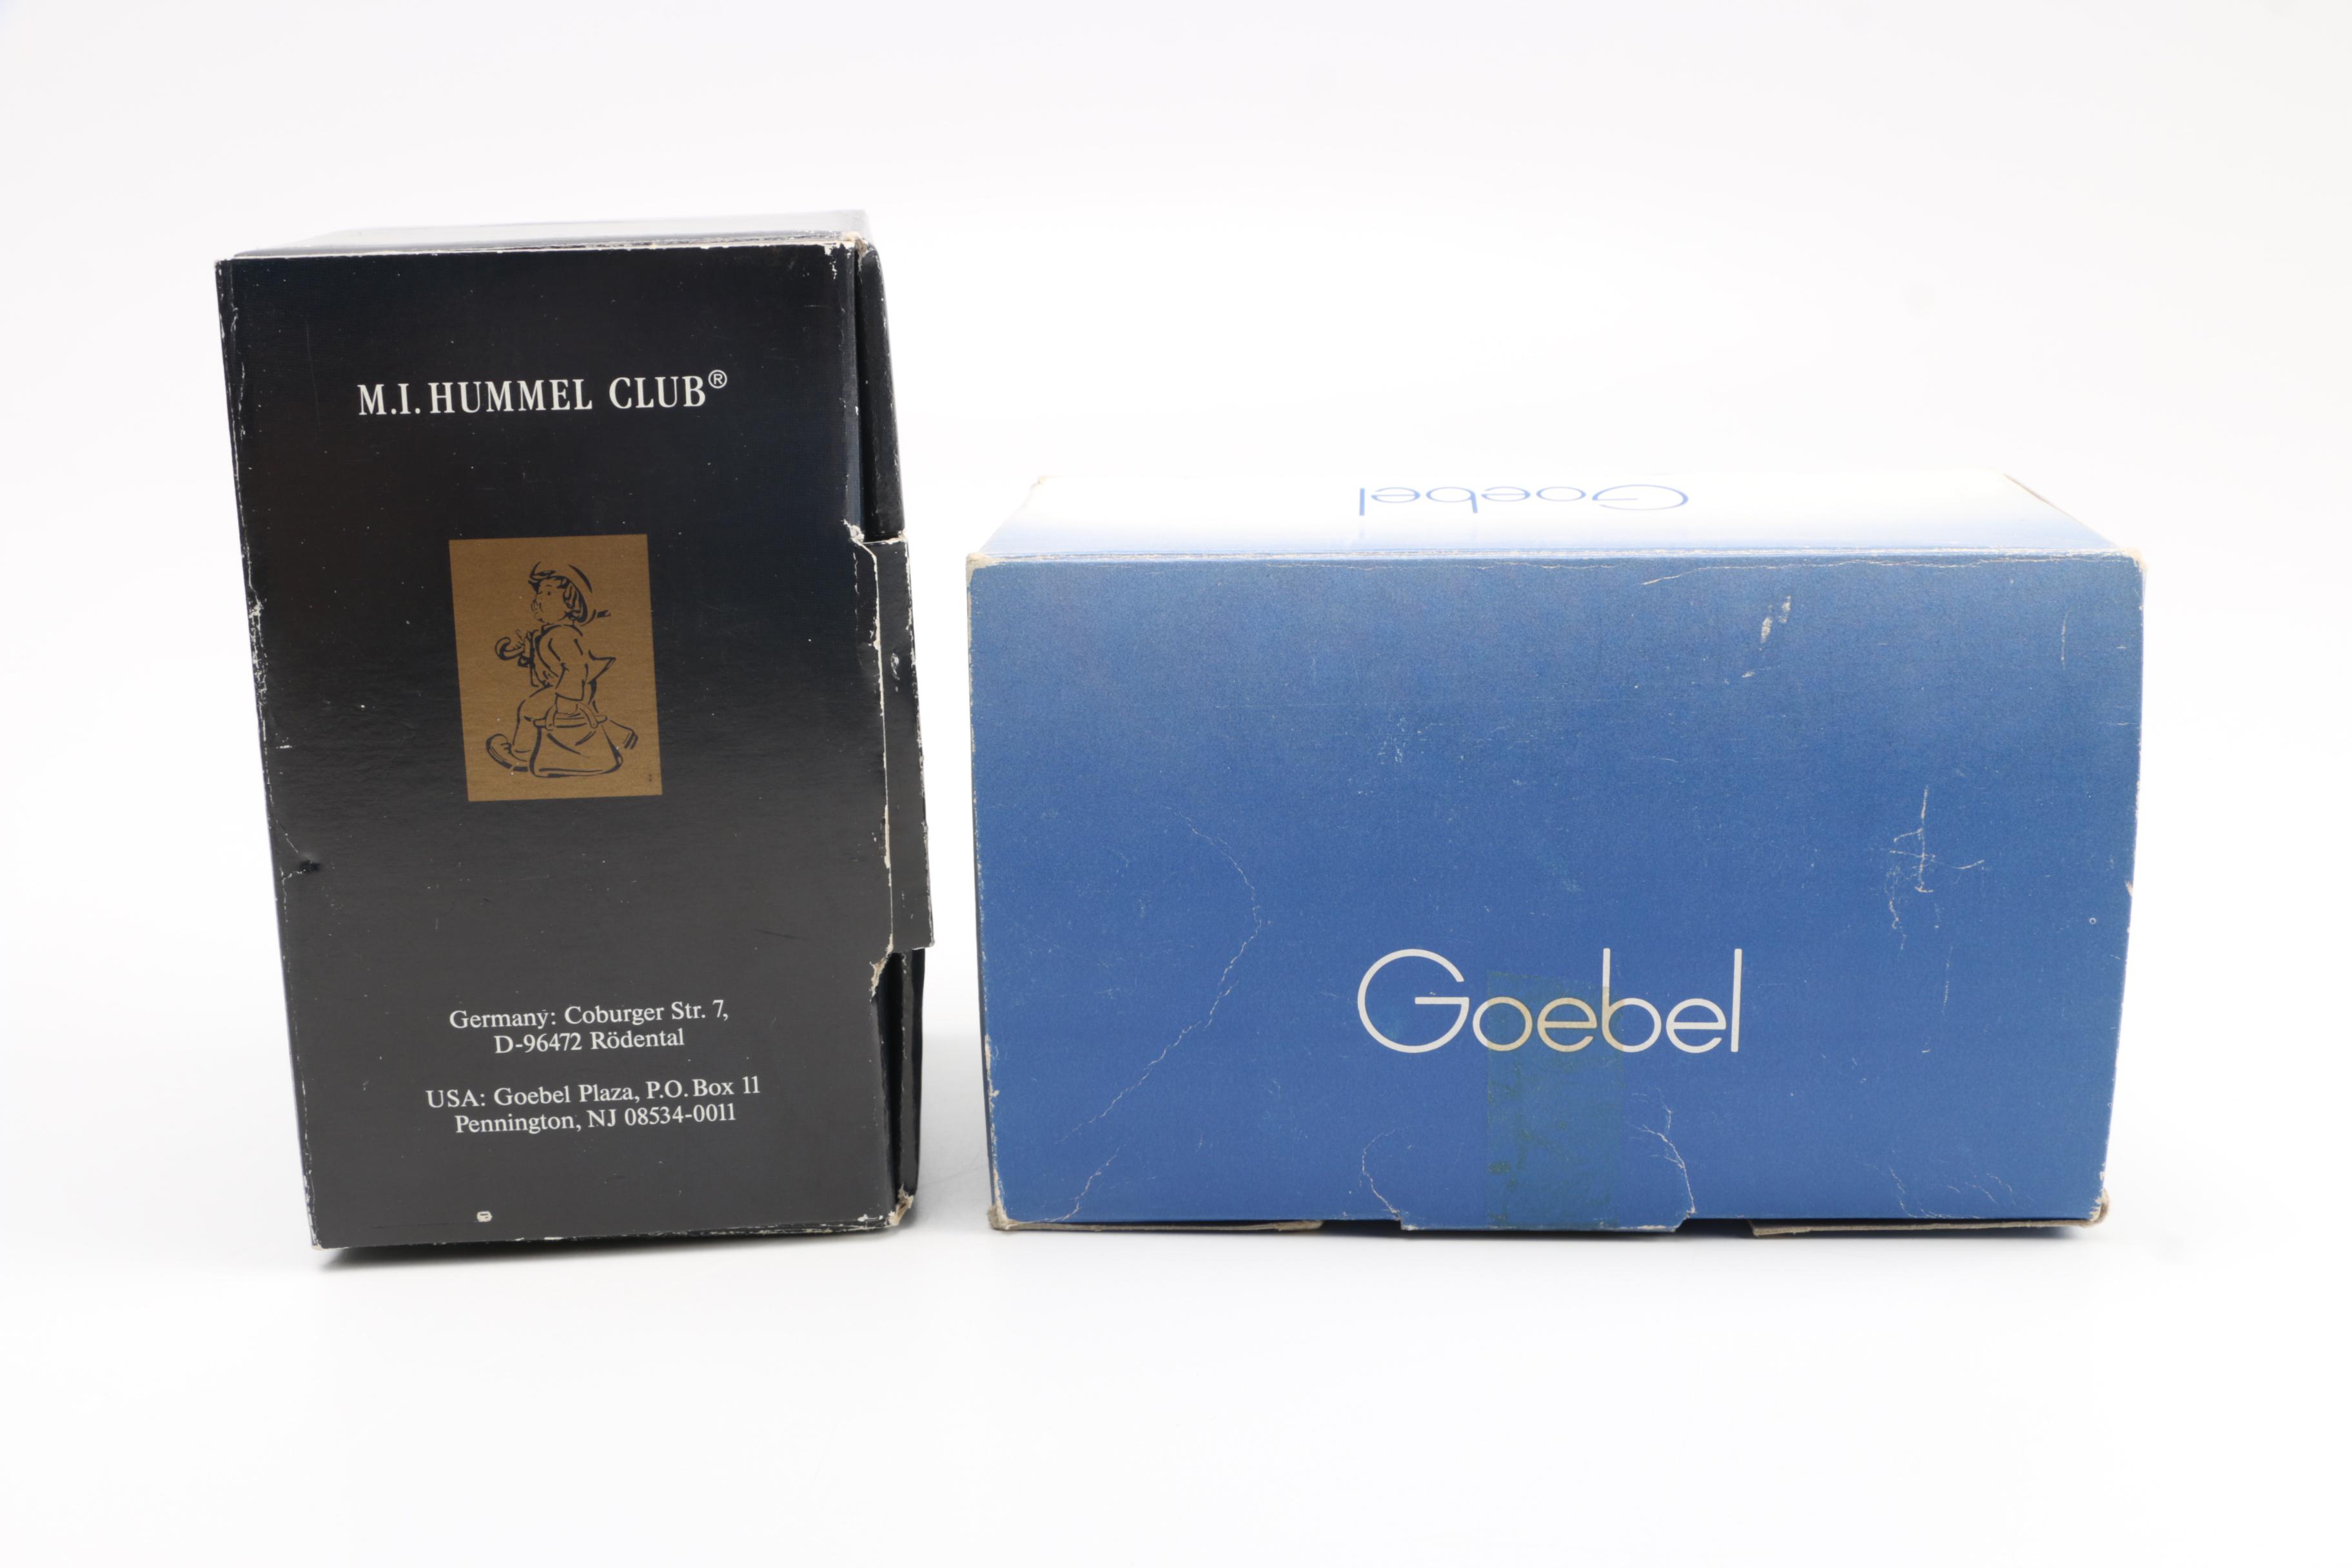 M.I. HUMMEL CLUB®
Germany: Coburger Str. 7,
D-96472 Rödental
USA: Goebel Plaza, P.O. Box 11
Pennington, NJ 08534-0011
Goebel
Goebel